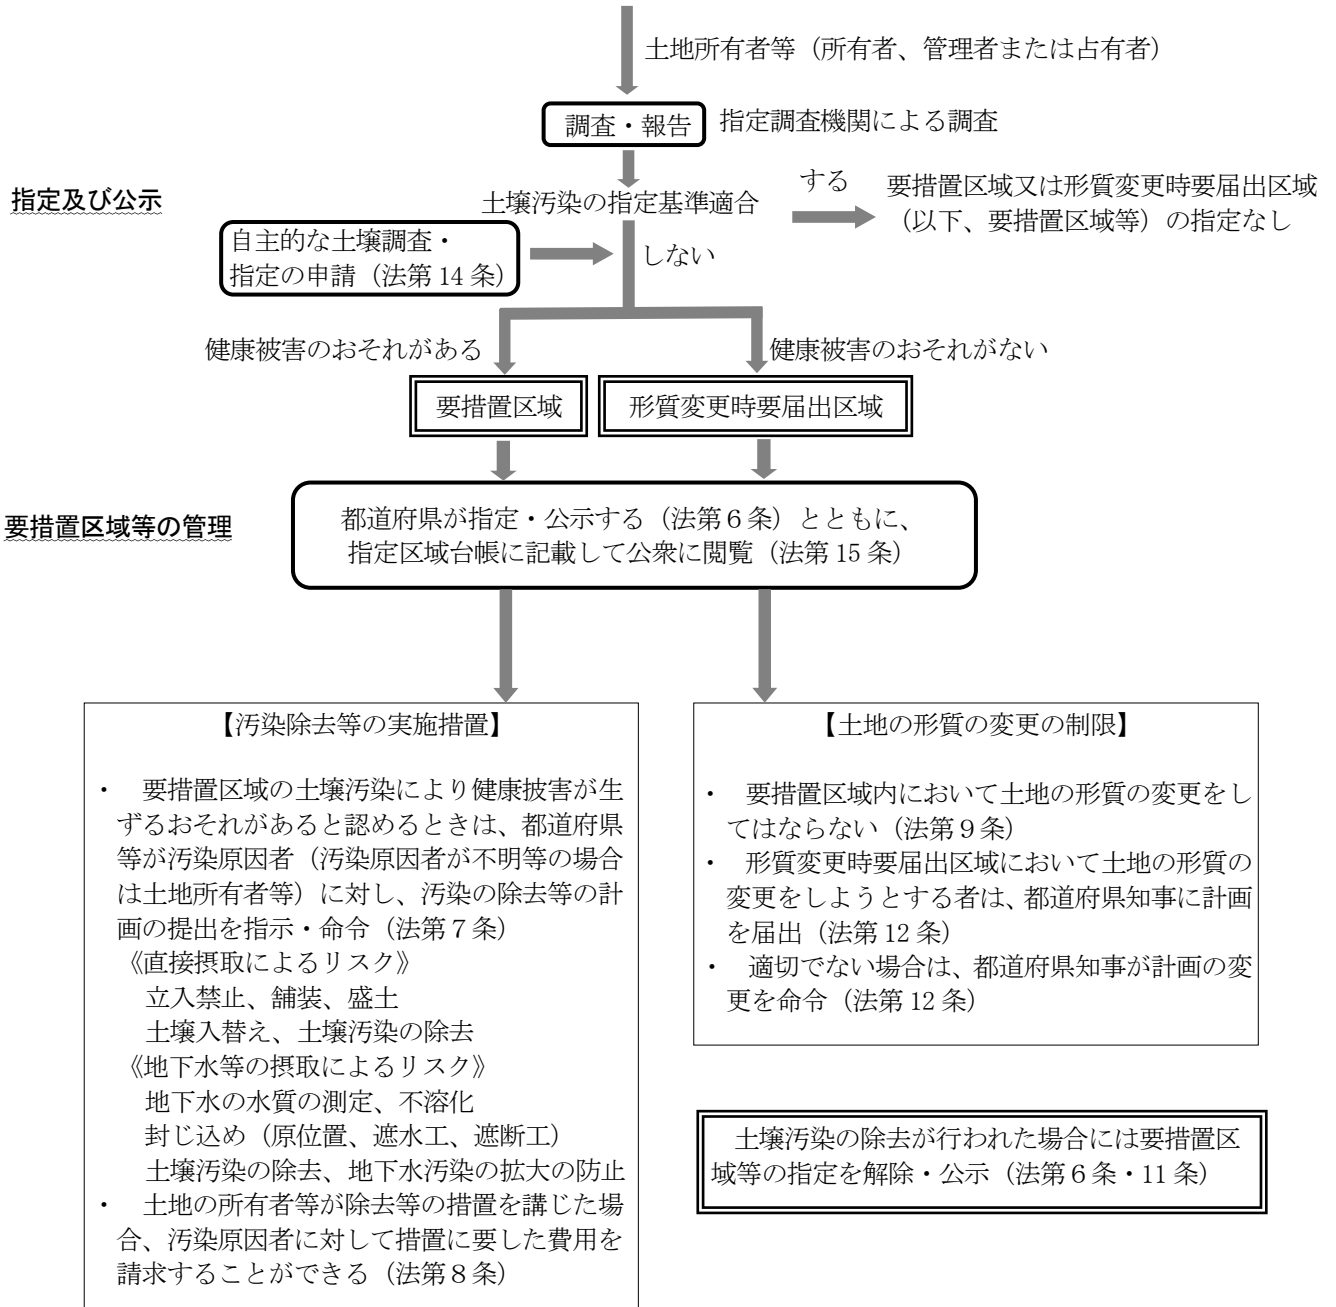 土地所有者等（所有者、管理者または占有者）
調査・報告
指定調査機関による調査
指定及び公示
土壌汚染の指定基準適合
する
要措置区域又は形質変更時要届出区域
（以下、要措置区域等）の指定なし
自主的な土壌調査・
指定の申請（法第 14 条）
しない
健康被害のおそれがある
健康被害のおそれがない
要措置区域
形質変更時要届出区域
要措置区域等の管理
都道府県が指定・公示する（法第６条）とともに、
指定区域台帳に記載して公衆に閲覧（法第 15 条）
【汚染除去等の実施措置】
・　要措置区域の土壌汚染により健康被害が生
ずるおそれがあると認めるときは、都道府県
等が汚染原因者（汚染原因者が不明等の場合
は土地所有者等）に対し、汚染の除去等の計
画の提出を指示・命令（法第７条）
《直接摂取によるリスク》
立入禁止、舗装、盛土
土壌入替え、土壌汚染の除去
《地下水等の摂取によるリスク》
地下水の水質の測定、不溶化
封じ込め（原位置、遮水工、遮断工）
土壌汚染の除去、地下水汚染の拡大の防止
・　土地の所有者等が除去等の措置を講じた場
合、汚染原因者に対して措置に要した費用を
請求することができる（法第８条）
【土地の形質の変更の制限】
・　要措置区域内において土地の形質の変更をし
てはならない（法第９条）
・　形質変更時要届出区域において土地の形質の
変更をしようとする者は、都道府県知事に計画
を届出（法第 12 条）
・　適切でない場合は、都道府県知事が計画の変
更を命令（法第 12 条）
土壌汚染の除去が行われた場合には要措置区
域等の指定を解除・公示（法第６条・11 条）